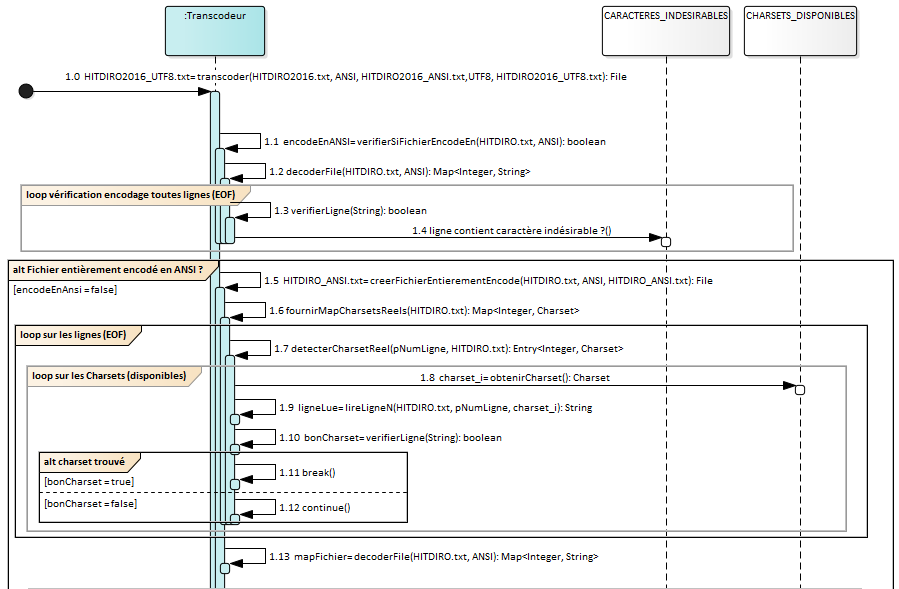 :Transcodeur
CARACTERES_INDESIRABLES
CHARSETS_DISPONIBLES
1.0 HITDIRO2016_UTF8.txt= transcoder(HITDIRO2016.txt, ANSI, HITDIRO2016_ANSI.txt,UTF8, HITDIRO2016_UTF8.txt): File
1.1 encodeEnANSI= verifierSiFichierEncodeEn(HITDIRO.txt, ANSI): boolean
1.2 decoderFile(HITDIRO.txt, ANSI): Map<Integer, String>
loop vérification encodage toutes lignes (EOF)
1.3 verifierLigne(String): boolean
1.4 ligne contient caractère indésirable ?()
alt Fichier entièrement encodé en ANSI ?
1.5 HITDIRO_ANSI.txt= creerFichierEntierementEncode(HITDIRO.txt, ANSI, HITDIRO_ANSI.txt): File
[encodeEnAnsi = false]
1.6 fournirMapCharsetsReels(HITDIRO.txt): Map<Integer, Charset>
loop sur les lignes (EOF)
1.7 detecterCharsetReel(pNumLigne, HITDIRO.txt): Entry<Integer, Charset>
loop sur les Charsets (disponibles)
1.8 charset_i= obtenirCharset(): Charset
1.9 ligneLue= lireLigneN(HITDIRO.txt, pNumLigne, charset_i): String
1.10 bonCharset= verifierLigne(String): boolean
alt charset trouvé
1.11 break()
[bonCharset = true]
[bonCharset = false]
1.12 continue()
1.13 mapFichier= decoderFile(HITDIRO.txt, ANSI): Map<Integer, String>